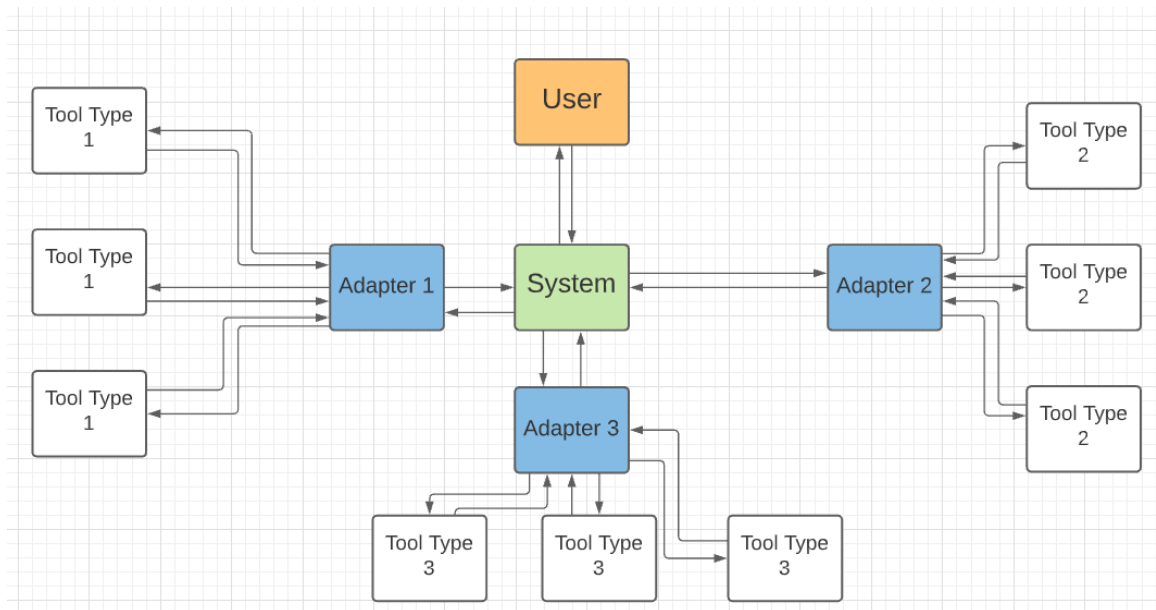 User
Tool Type
1
Tool Type
2
Tool Type
1
Adapter 1
System
Adapter 2
Tool Type
2
Tool Type
1
Adapter 3
Tool Type
2
Tool Type
3
Tool Type
3
Tool Type
3